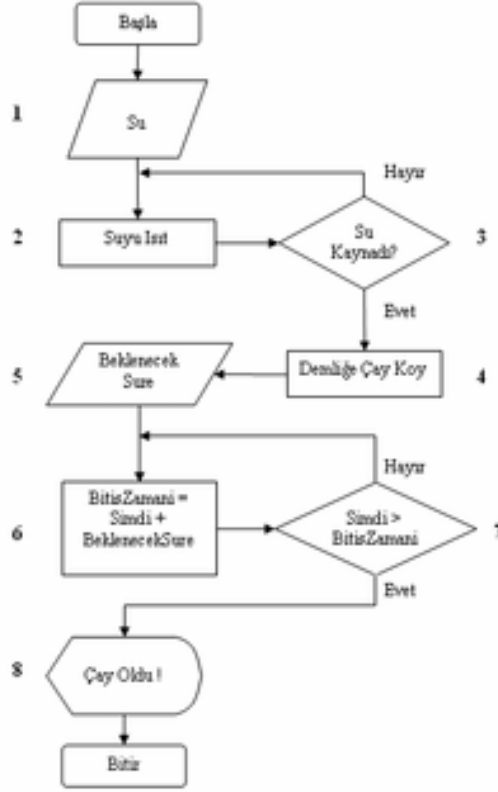 Başla
1
Su
Hayır
2
Suyu Isıt
Su
Kaynadı?
3
Evet
5
Beklenecek
Sure
Demliğe Çay Koy
4
Hayır
6
BitisZamani =
Simdi +
BeklenecekSure
Simdi >
BitisZamani
7
Evet
8
Çay Oldu !
Bitir